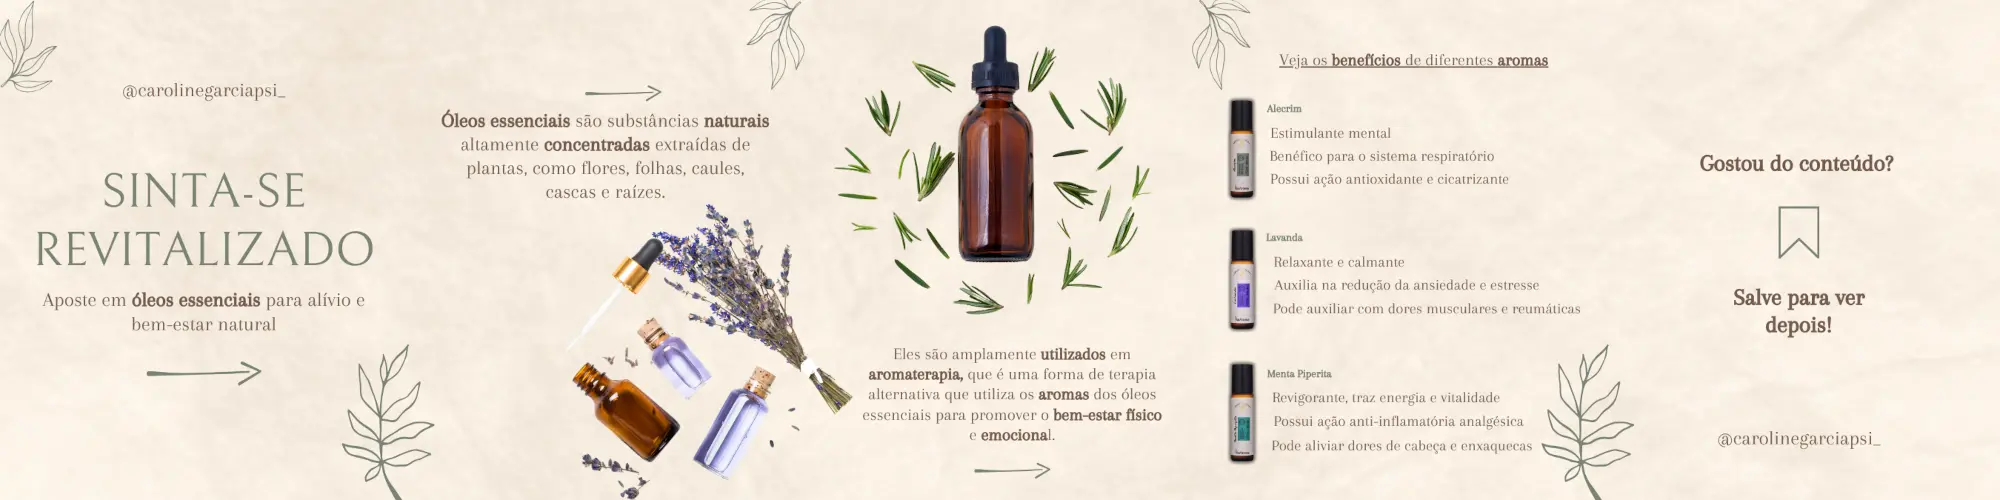 @carolinegarciapsi_
SINTA-SE
REVITALIZADO
Aposte em óleos essenciais para alívio e
bem-estar natural
Óleos essenciais são substâncias naturais
altamente concentradas extraídas de
plantas, como flores, folhas, caules,
cascas e raízes.
Eles são amplamente utilizados em
aromaterapia, que é uma forma de terapia
alternativa que utiliza os aromas dos óleos
essenciais para promover o bem-estar físico
e emocional.
Veja os benefícios de diferentes aromas
Alecrim
Estimulante mental
Benéfico para o sistema respiratório
Possui ação antioxidante e cicatrizante
Lavanda
Relaxante e calmante
Auxilia na redução da ansiedade e estresse
Pode auxiliar com dores musculares e reumáticas
Menta Piperita
Revigorante, traz energia e vitalidade
Possui ação anti-inflamatória analgésica
Pode aliviar dores de cabeça e enxaquecas
Gostou do conteúdo?
Salve para ver
depois!
@carolinegarciapsi_